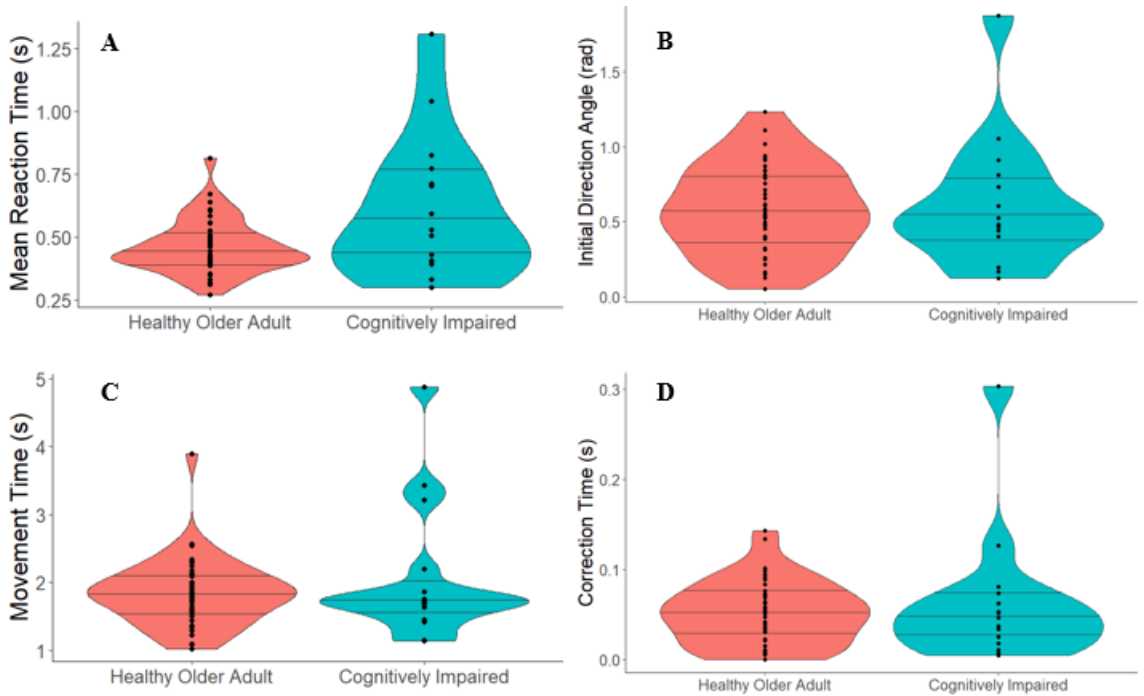 A
Mean Reaction Time (s)
1.25
1.00
0.75
0.50
0.25
Healthy Older Adult Cognitively Impaired
B
Initial Direction Angle (rad)
1.5
1.0
0.5
0.0
Healthy Older Adult Cognitively Impaired
C
Movement Time (s)
5
4
3
2
1
Healthy Older Adult Cognitively Impaired
D
Correction Time (s)
0.3
0.2
0.1
0.0
Healthy Older Adult Cognitively Impaired